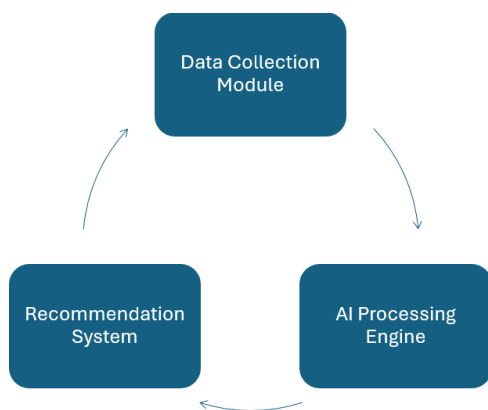 Data Collection
Module
Recommendation
System
AI Processing
Engine